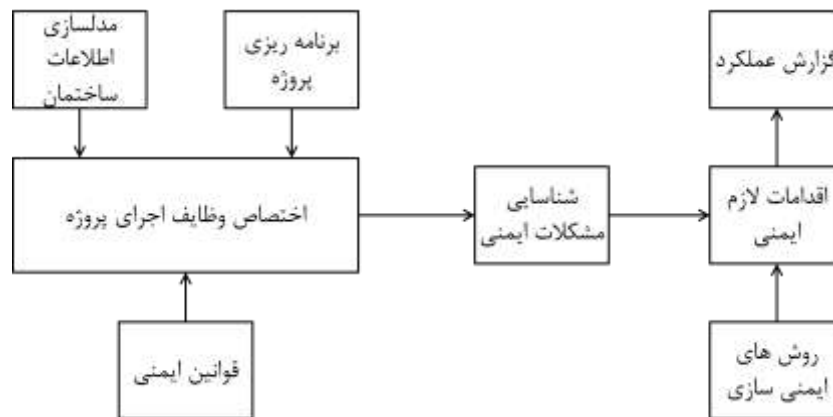 مدلسازی
اطلاعات
ساختمان
برنامه ریزی
پروژه
گزارش عملکرد
اختصاص وظایف اجرای پروژه
شناسایی
مشکلات ایمنی
اقدامات لازم
ایمنی
قوانین ایمنی
روش های
ایمنی سازی